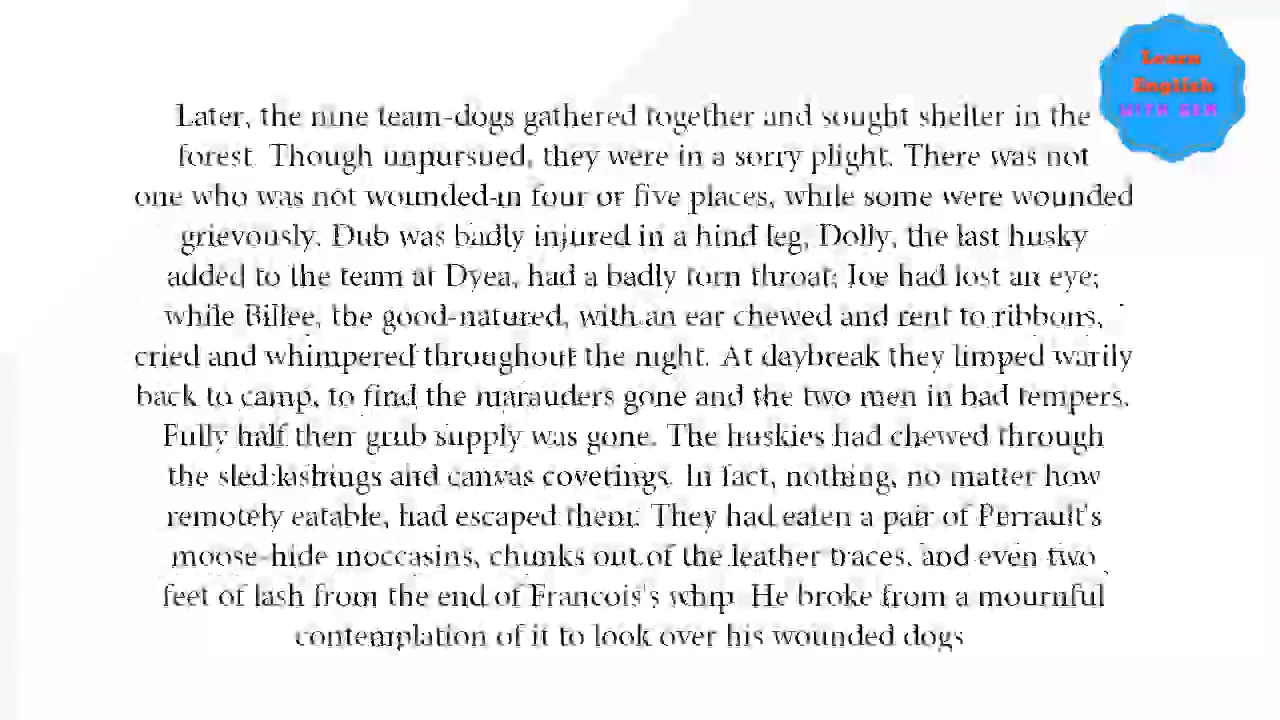 Learn
English
WITH GEM
Later, the nine team-dogs gathered together and sought shelter in the
forest. Though unpursued, they were in a sorry plight. There was not
one who was not wounded in four or five places, while some were wounded
grievously. Dub was badly injured in a hind leg, Dolly, the last husky
added to the team at Dyea, had a badly torn throat; Joe had lost an eye;
while Billee, the good-natured, with an ear chewed and rent to ribbons,
cried and whimpered throughout the night. At daybreak they limped warily
back to camp, to find the marauders gone and the two men in bad tempers.
Fully half their grub supply was gone. The huskies had chewed through
the sled lashings and canvas coverings. In fact, nothing, no matter how
remotely eatable, had escaped them. They had eaten a pair of Perrault's
moose-hide moccasins, chunks out of the leather traces, and even two
feet of lash from the end of Francois's whip. He broke from a mournful
contemplation of it to look over his wounded dogs